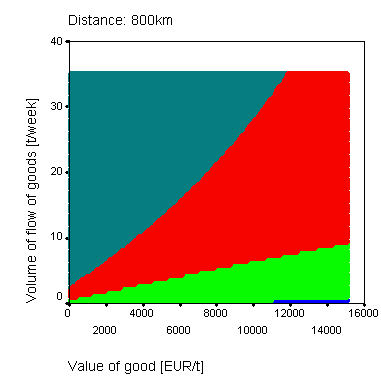 Distance: 800km
Volume of flow of goods [t/week]
40
30
20
10
0
0 4000 8000 12000 16000
2000 6000 10000 14000
Value of good [EUR/t]